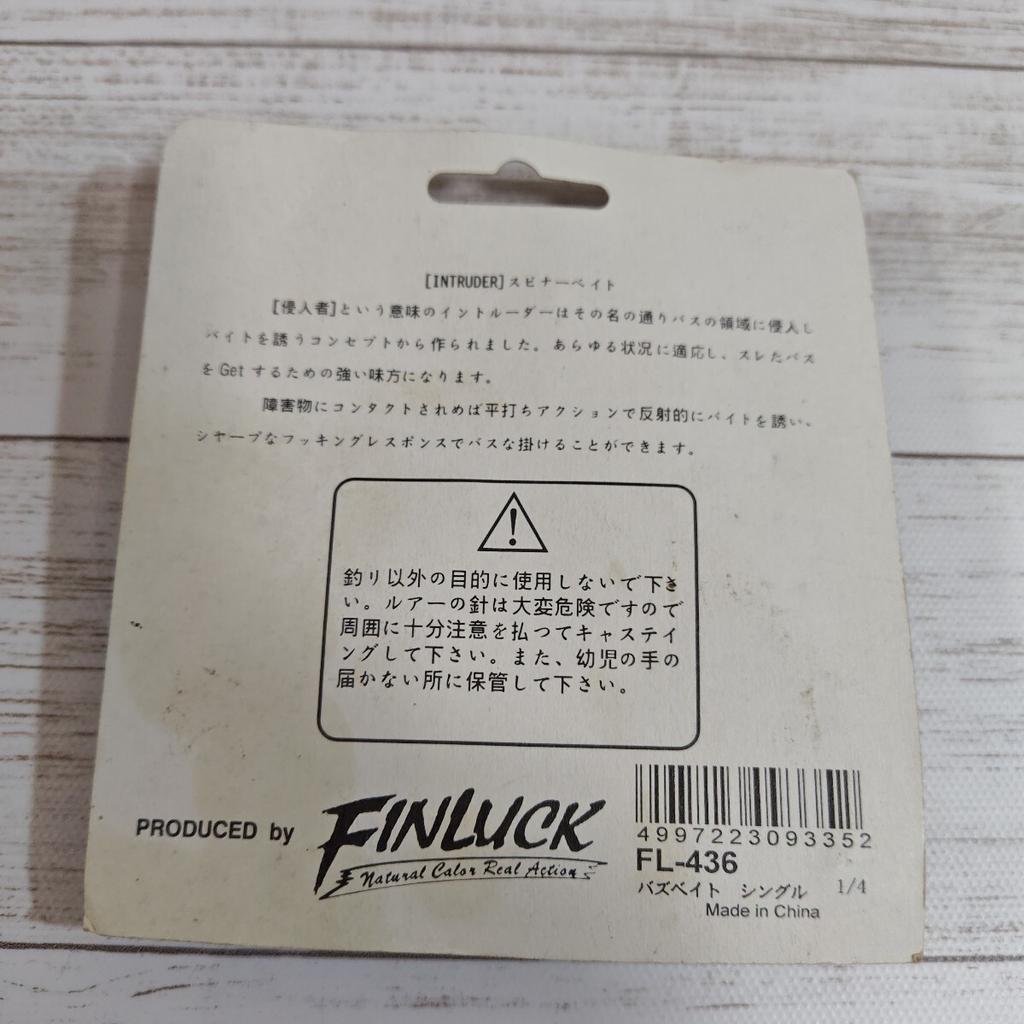 [INTRUDER]スピナーベイト
[侵入者]という意味のイントルーダーはその名の通りバスの領域に侵入し
バイトを誘うコンセプトから作られました。あらゆる状況に適応し、スレたバス
を Get するための強い味方になります。
障害物にコンタクトされめば平打ちアクションで反射的にバイトを誘い、
シャープなフッキングレスポンスでバスな掛けることができます。
釣り以外の目的に使用しないで下さ
い。ルアーの針は大変危険ですので
周囲に十分注意を払つてキャステイ
ングして下さい。また、幼児の手の
届かない所に保管して下さい。
PRODUCED by FINLUCK
Natural Color Real Action
4997223093352
FL-436
バズベイト シングル 1/4
Made in China